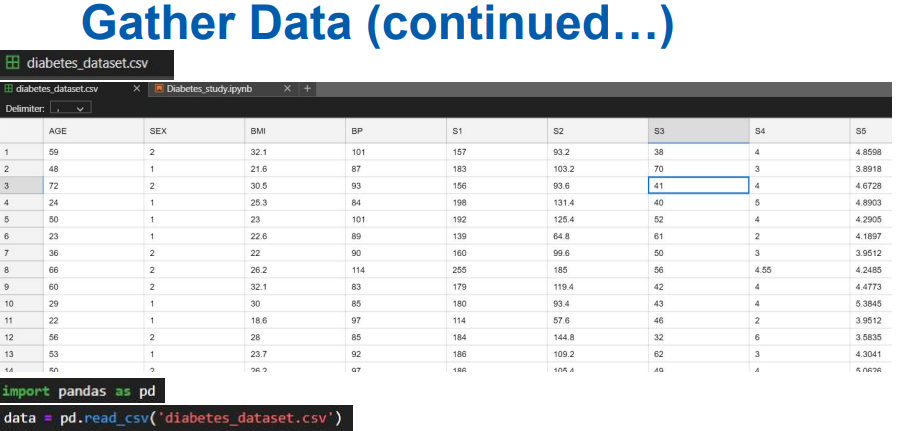 Gather Data (continued...)
diabetes_dataset.csv
diabetes_dataset.csv × Diabetes_study.ipynb × +
Delimiter: ,
AGE SEX BMI BP S1 S2 S3 S4 S5
1 59 2 32.1 101 157 93.2 38 4 4.8598
2 48 1 21.6 87 183 103.2 70 3 3.8918
3 72 2 30.5 93 156 93.6 41 4 4.6728
4 24 1 25.3 84 198 131.4 40 5 4.8903
5 50 1 23 101 192 125.4 52 4 4.2905
6 23 1 22.6 89 139 64.8 61 2 4.1897
7 36 2 22 90 160 99.6 50 3 3.9512
8 66 2 26.2 114 255 185 56 4.55 4.2485
9 60 2 32.1 83 179 119.4 42 4 4.4773
10 29 1 30 85 180 93.4 43 4 5.3845
11 22 1 18.6 97 114 57.6 46 2 3.9512
12 56 2 28 85 184 144.8 32 6 3.5835
13 53 1 23.7 92 186 109.2 62 3 4.3041
14 50 2 26.2 97 186 105.4 49 4 5.0626
import pandas as pd
data = pd.read_csv('diabetes_dataset.csv')